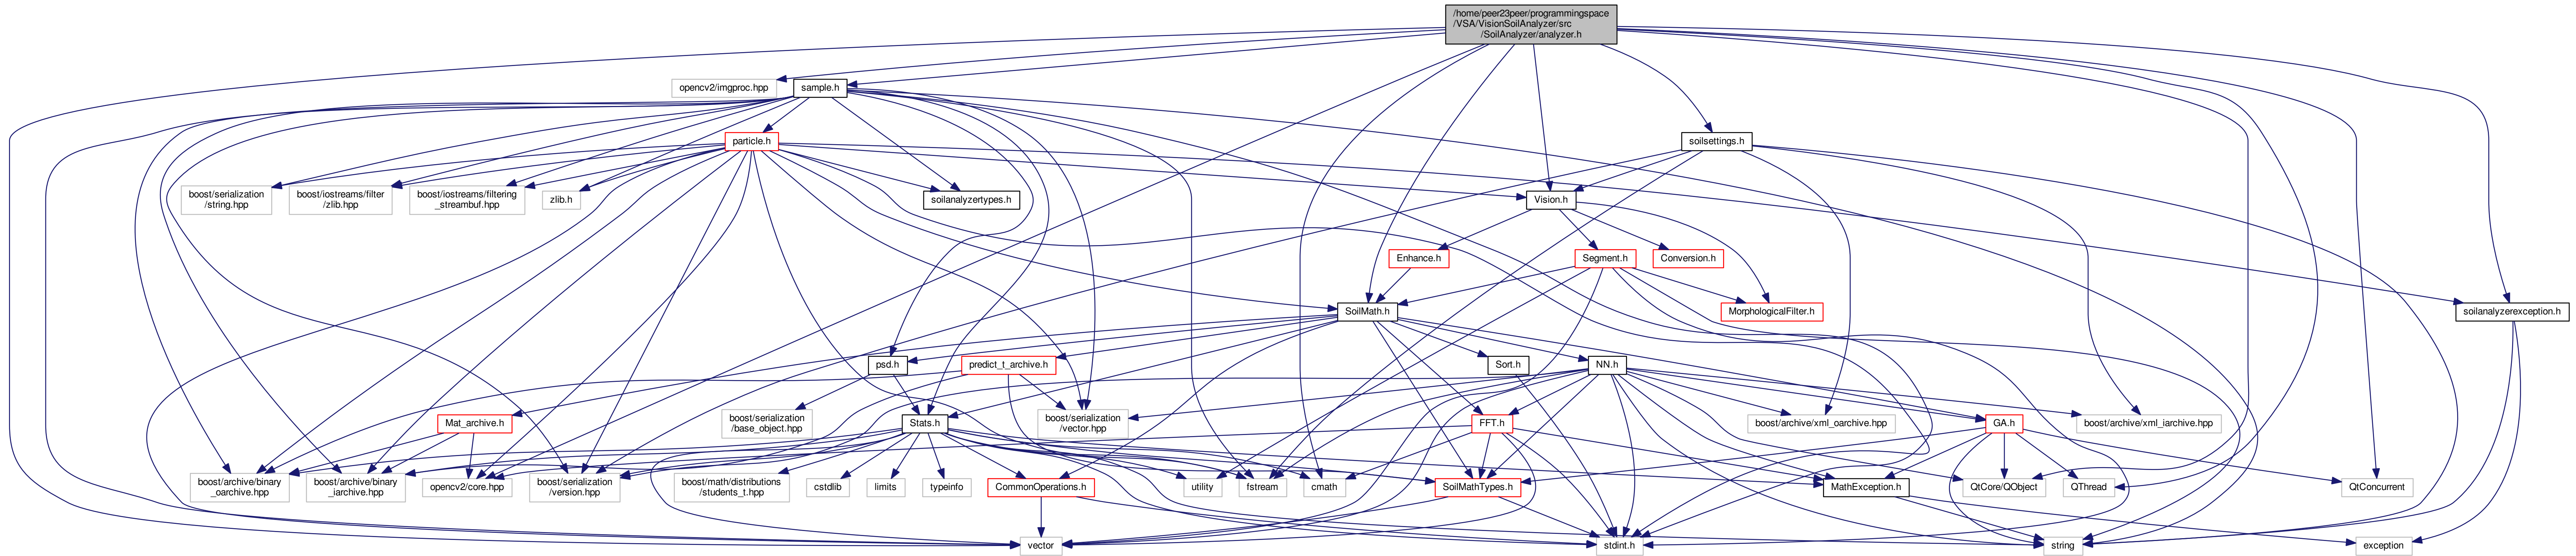 /home/peer23peer/programmingspace
/VSA/VisionSoilAnalyzer/src
/SoilAnalyzer/analyzer.h
opencv2/imgproc.hpp
sample.h
particle.h
soilsettings.h
boost/serialization
/string.hpp
boost/iostreams/filter
/zlib.hpp
boost/iostreams/filtering
_streambuf.hpp
zlib.h
soilanalyzertypes.h
Vision.h
Enhance.h
Segment.h
Conversion.h
SoilMath.h
MorphologicalFilter.h
soilanalyzerexception.h
psd.h
predict_t_archive.h
Sort.h
NN.h
Mat_archive.h
boost/serialization
/base_object.hpp
Stats.h
boost/serialization
/vector.hpp
FFT.h
boost/archive/xml_oarchive.hpp
GA.h
boost/archive/xml_iarchive.hpp
boost/archive/binary
_oarchive.hpp
boost/archive/binary
_iarchive.hpp
opencv2/core.hpp
boost/serialization
/version.hpp
boost/math/distributions
/students_t.hpp
cstdlib
limits
typeinfo
CommonOperations.h
utility
fstream
cmath
SoilMathTypes.h
MathException.h
QtCore/QObject
QThread
QtConcurrent
vector
stdint.h
string
exception